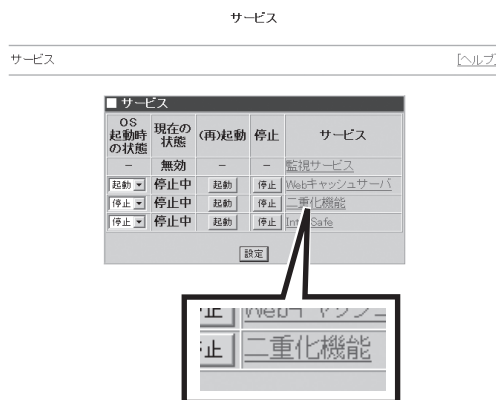 サービス
サービス [ヘルプ]
■ サービス
OS起動時の状態 現在の状態 (再)起動 停止 サービス
− 無効 − − 監視サービス
起動 停止中 起動 停止 Webキャッシュサーバ
停止 停止中 起動 停止 二重化機能
停止 停止中 起動 停止 Safe
設定
二重化機能